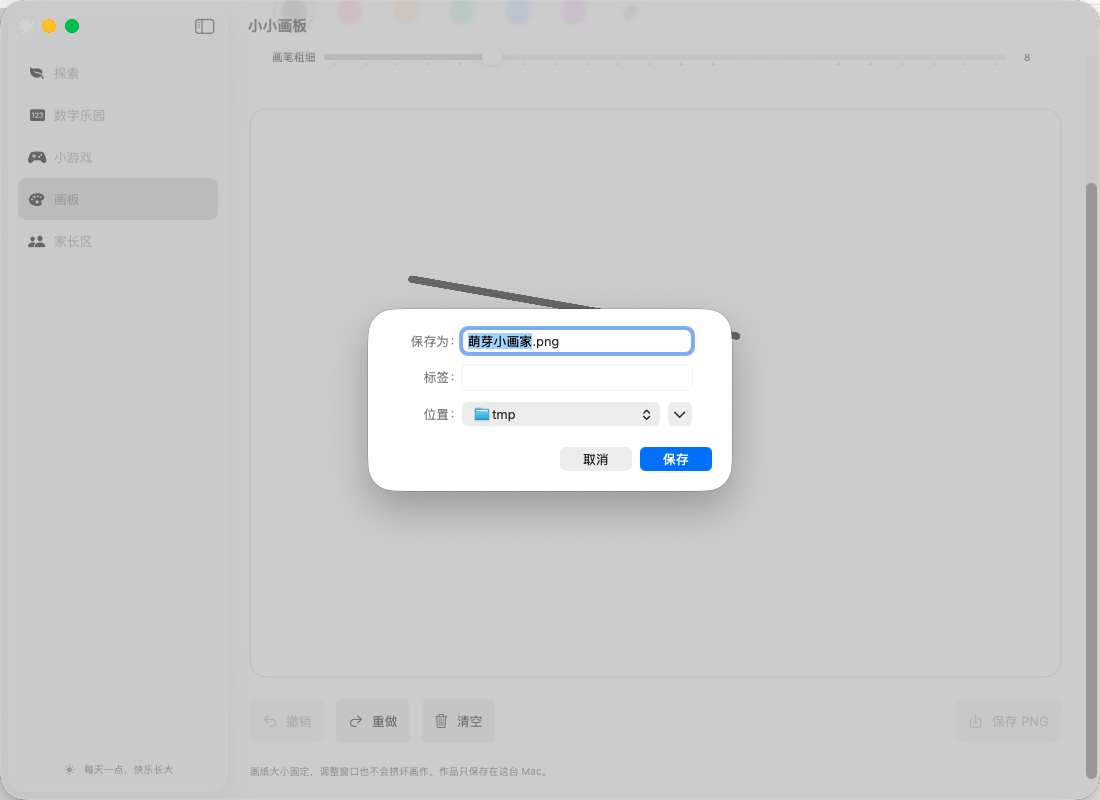 小小画板
画笔粗细
8
探索
123
数字乐园
小游戏
画板
家长区
保存为：
萌芽小画家.png
标签：
位置：
tmp
取消
保存
撤销
重做
清空
保存 PNG
每天一点，快乐长大
画纸大小固定，调整窗口也不会挤坏画作。作品只保存在这台 Mac。